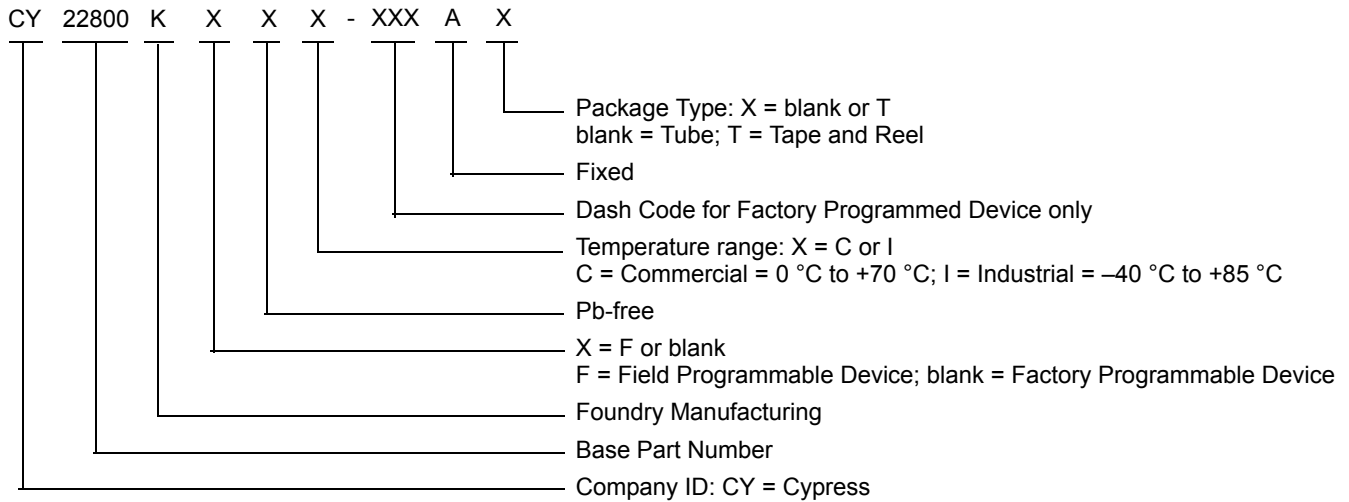 CY 22800 K X X X - XXX A X
Package Type: X = blank or T
blank = Tube; T = Tape and Reel
Fixed
Dash Code for Factory Programmed Device only
Temperature range: X = C or I
C = Commercial = 0 °C to +70 °C; I = Industrial = –40 °C to +85 °C
Pb-free
X = F or blank
F = Field Programmable Device; blank = Factory Programmable Device
Foundry Manufacturing
Base Part Number
Company ID: CY = Cypress